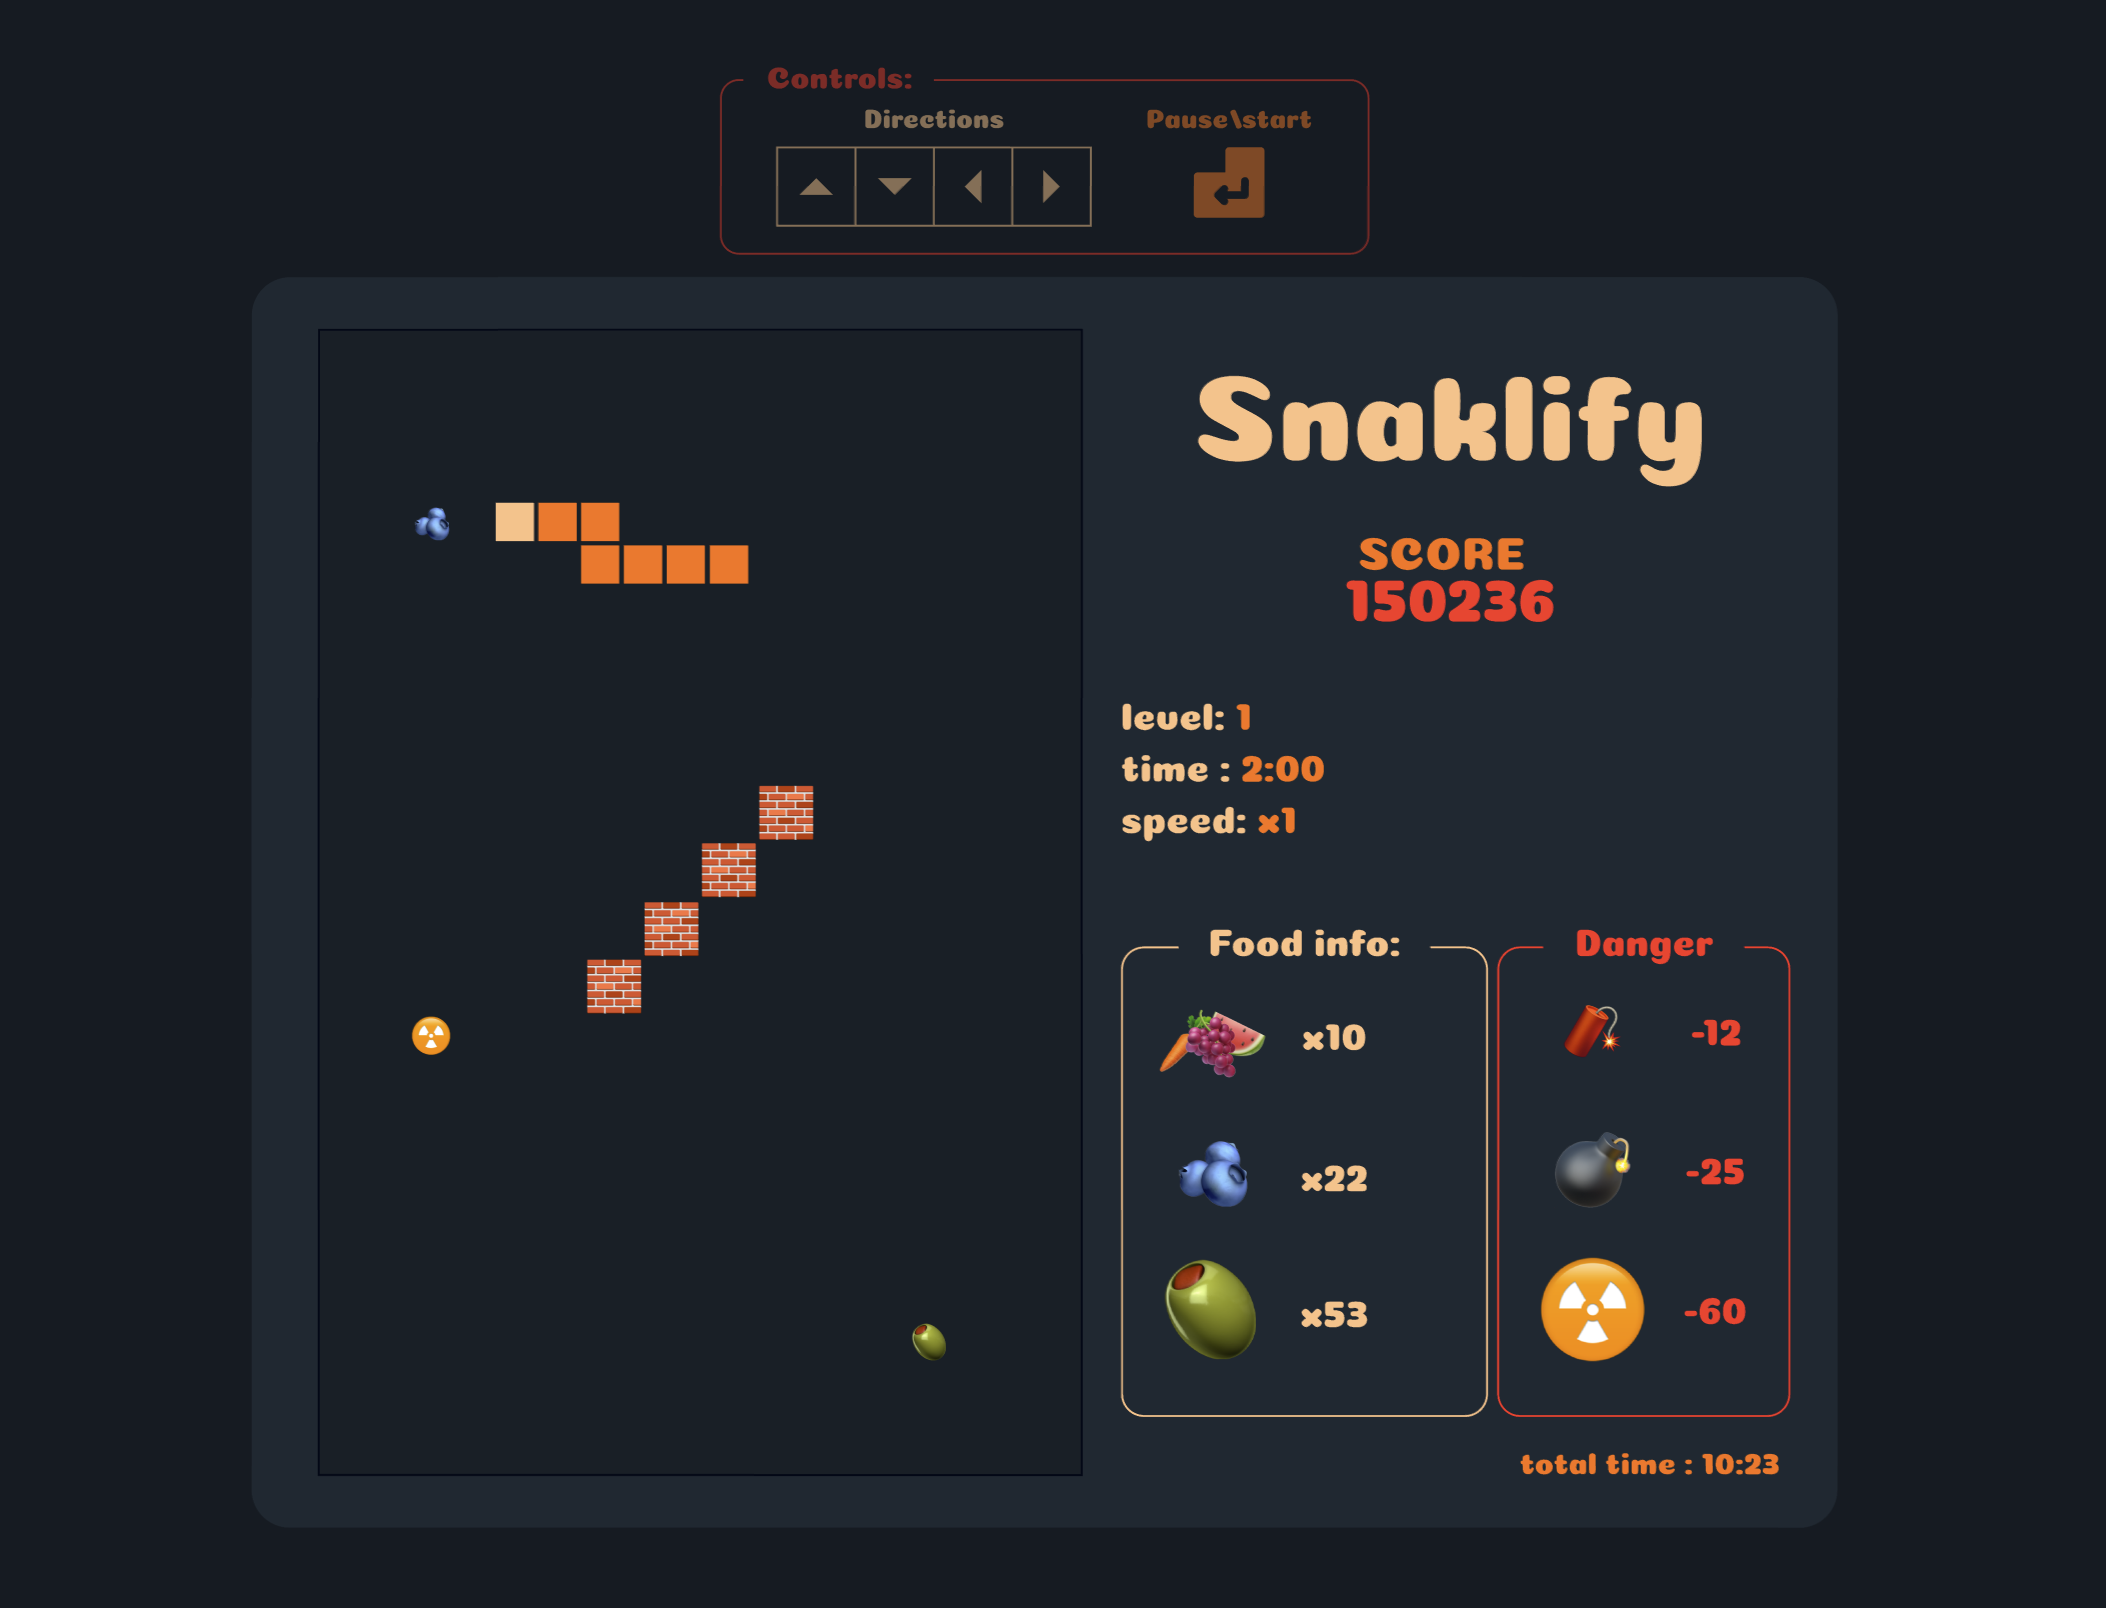 Controls:
Directions
Pause\start
Snaklify
SCORE
150236
level: 1
time : 2:00
speed: x1
Food info:
x10
x22
x53
Danger
-12
-25
-60
total time : 10:23